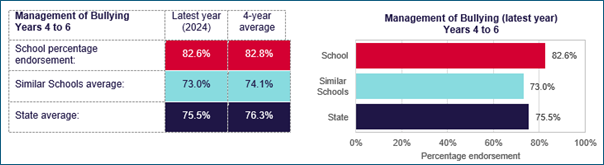 Management of Bullying
Years 4 to 6
Latest year
(2024)
4-year
average
School percentage
endorsement:
82.6%
82.8%
Similar Schools average:
73.0%
74.1%
State average:
75.5%
76.3%
Management of Bullying (latest year)
Years 4 to 6
School
82.6%
Similar
Schools
73.0%
State
75.5%
0%
20%
40%
60%
80%
100%
Percentage endorsement